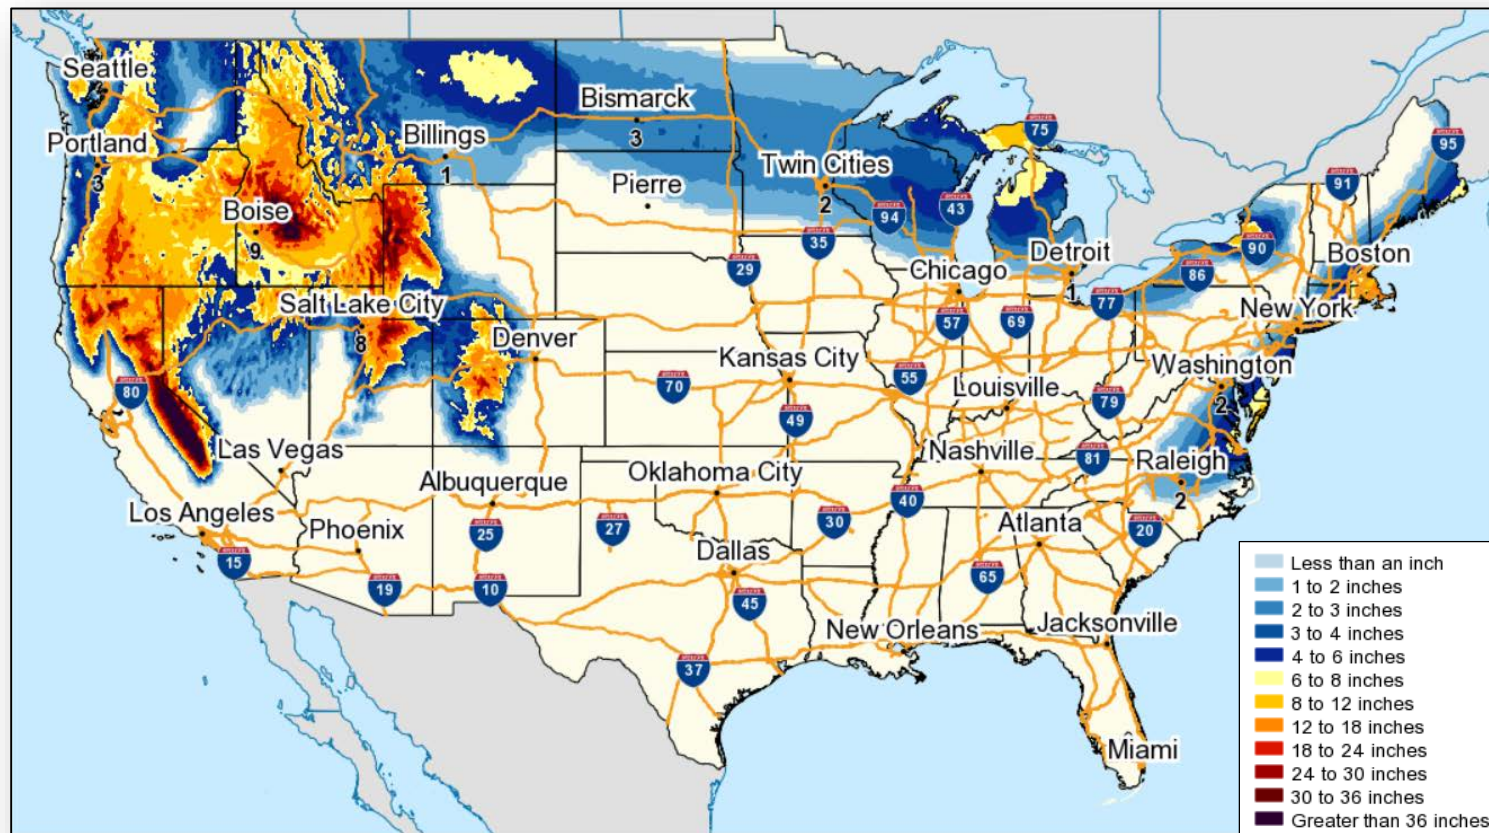 Seattle
Portland
3
Billings
1
Bismarck
3
75
95
Twin Cities
2
Pierre
94
43
91
Boise
9
35
29
90
86
Boston
Detroit
1
Chicago
77
New York
Salt Lake City
8
57
69
Denver
80
70
Kansas City
55
Louisville
79
Washington
2
49
Las Vegas
81
Nashville
Raleigh
2
Albuquerque
Oklahoma City
40
Los Angeles
Phoenix
25
27
30
Atlanta
20
15
19
10
Dallas
45
65
37
New Orleans
Jacksonville
Miami
Less than an inch
1 to 2 inches
2 to 3 inches
3 to 4 inches
4 to 6 inches
6 to 8 inches
8 to 12 inches
12 to 18 inches
18 to 24 inches
24 to 30 inches
30 to 36 inches
Greater than 36 inches